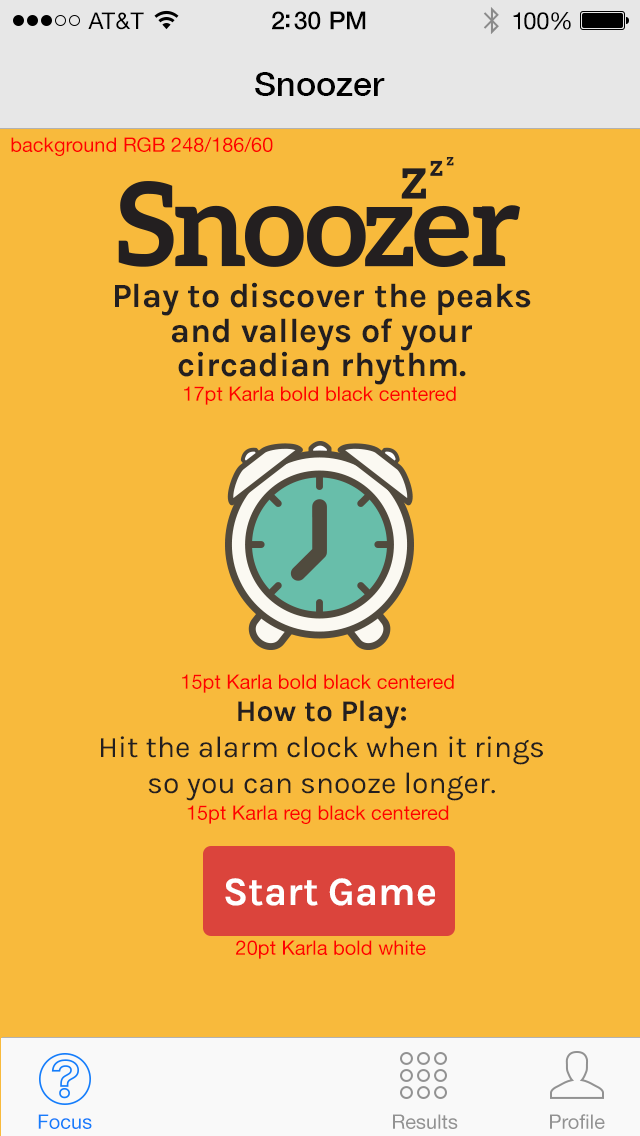 AT&T 2:30 PM 100%
Snoozer
background RGB 248/186/60
z z z
Snoozer
Play to discover the peaks
and valleys of your
circadian rhythm.
17pt Karla bold black centered
15pt Karla bold black centered
How to Play:
Hit the alarm clock when it rings
so you can snooze longer.
15pt Karla reg black centered
Start Game
20pt Karla bold white
?
Focus Results Profile